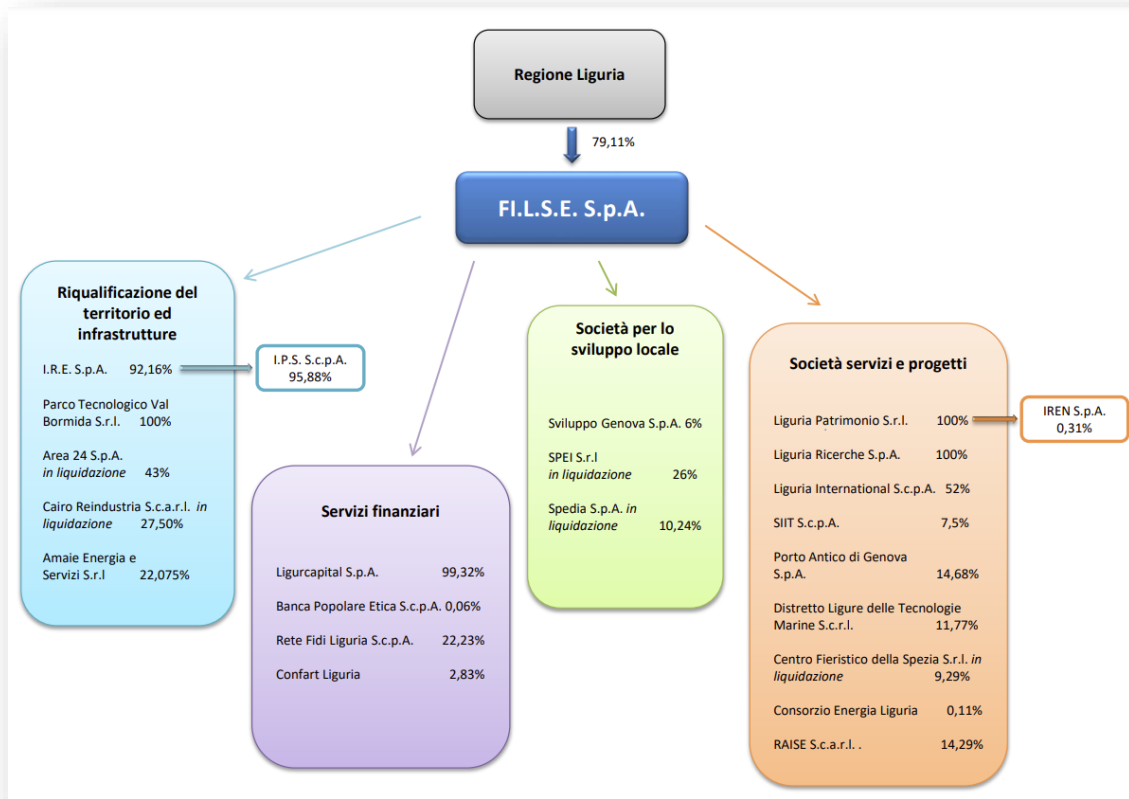 Regione Liguria
79,11%
FI.L.S.E. S.p.A.
Riqualificazione del
territorio ed
infrastrutture
I.R.E. S.p.A. 92,16%
I.P.S. S.c.p.A.
95,88%
Parco Tecnologico Val
Bormida S.r.l. 100%
Area 24 S.p.A.
in liquidazione 43%
Cairo Reindustria S.c.a.r.l. in
liquidazione 27,50%
Amaie Energia e
Servizi S.r.l 22,075%
Servizi finanziari
Ligurcapital S.p.A. 99,32%
Banca Popolare Etica S.c.p.A. 0,06%
Rete Fidi Liguria S.c.p.A. 22,23%
Confart Liguria 2,83%
Società per lo
sviluppo locale
Sviluppo Genova S.p.A. 6%
SPEI S.r.l
in liquidazione 26%
Spedia S.p.A. in
liquidazione 10,24%
Società servizi e progetti
Liguria Patrimonio S.r.l. 100%
IREN S.p.A.
0,31%
Liguria Ricerche S.p.A. 100%
Liguria International S.c.p.A. 52%
SIIT S.c.p.A. 7,5%
Porto Antico di Genova
S.p.A. 14,68%
Distretto Ligure delle Tecnologie
Marine S.c.r.l. 11,77%
Centro Fieristico della Spezia S.r.l. in
liquidazione 9,29%
Consorzio Energia Liguria 0,11%
RAISE S.c.a.r.l. . 14,29%